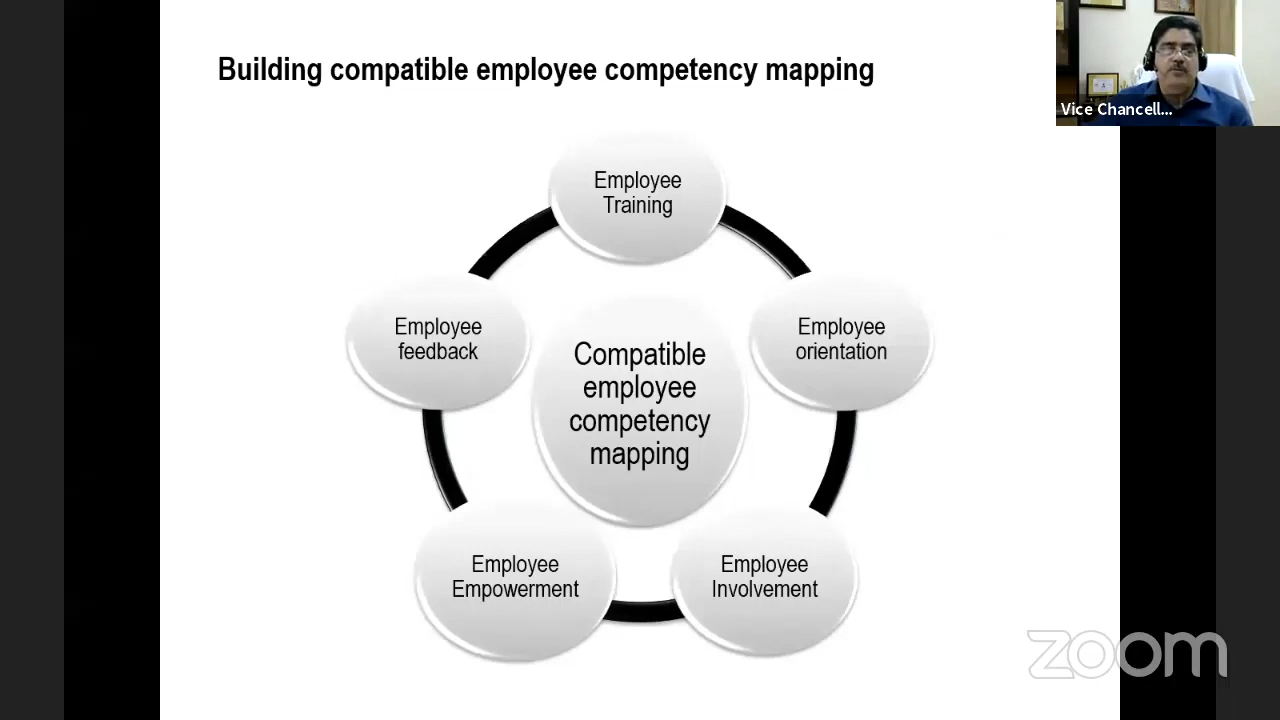 Building compatible employee competency mapping
Vice Chancell...
Employee
Training
Employee
feedback
Employee
orientation
Compatible
employee
competency
mapping
Employee
Empowerment
Employee
Involvement
zoom